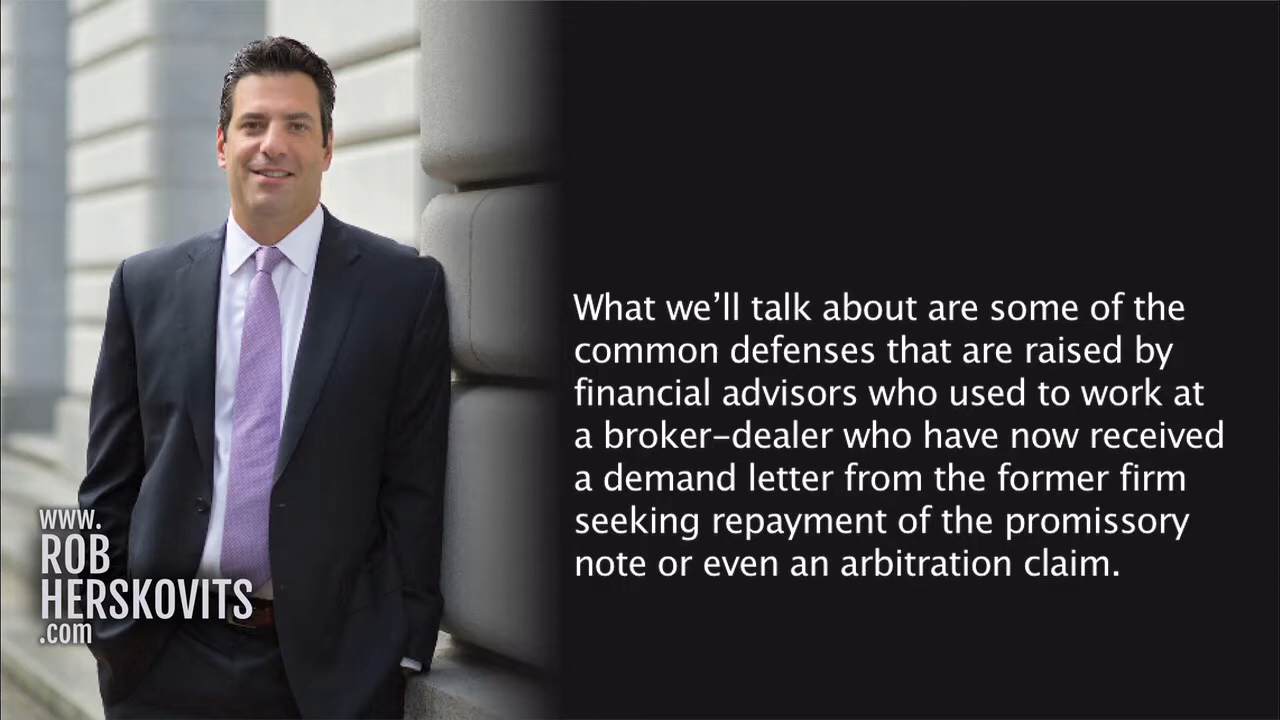 www.
ROB
HERSKOVITS
.com
What we’ll talk about are some of the
common defenses that are raised by
financial advisors who used to work at
a broker–dealer who have now received
a demand letter from the former firm
seeking repayment of the promissory
note or even an arbitration claim.